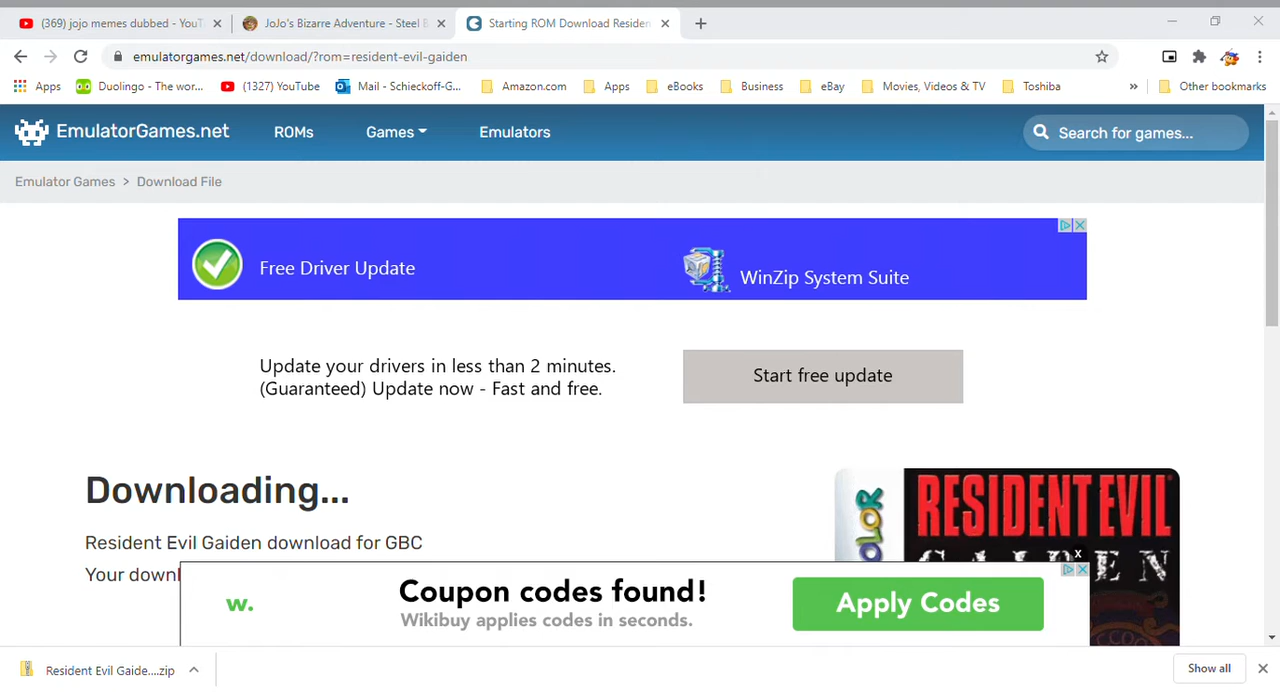 (369) jojo memes dubbed - YouT
JoJo's Bizarre Adventure - Steel B
Starting ROM Download Residen
emulatorgames.net/download/?rom=resident-evil-gaiden
Apps
Duolingo - The wor...
(1327) YouTube
Mail - Schieckoff-G...
Amazon.com
Apps
eBooks
Business
eBay
Movies, Videos & TV
Toshiba
Other bookmarks
EmulatorGames.net
ROMs
Games
Emulators
Search for games...
Emulator Games > Download File
Free Driver Update
WinZip System Suite
Update your drivers in less than 2 minutes.
(Guaranteed) Update now - Fast and free.
Start free update
Downloading...
Resident Evil Gaiden download for GBC
Your downl
COLOR
RESIDENT EVIL
GAIDEN
w.
Coupon codes found!
Wikibuy applies codes in seconds.
Apply Codes
Resident Evil Gaide....zip
Show all